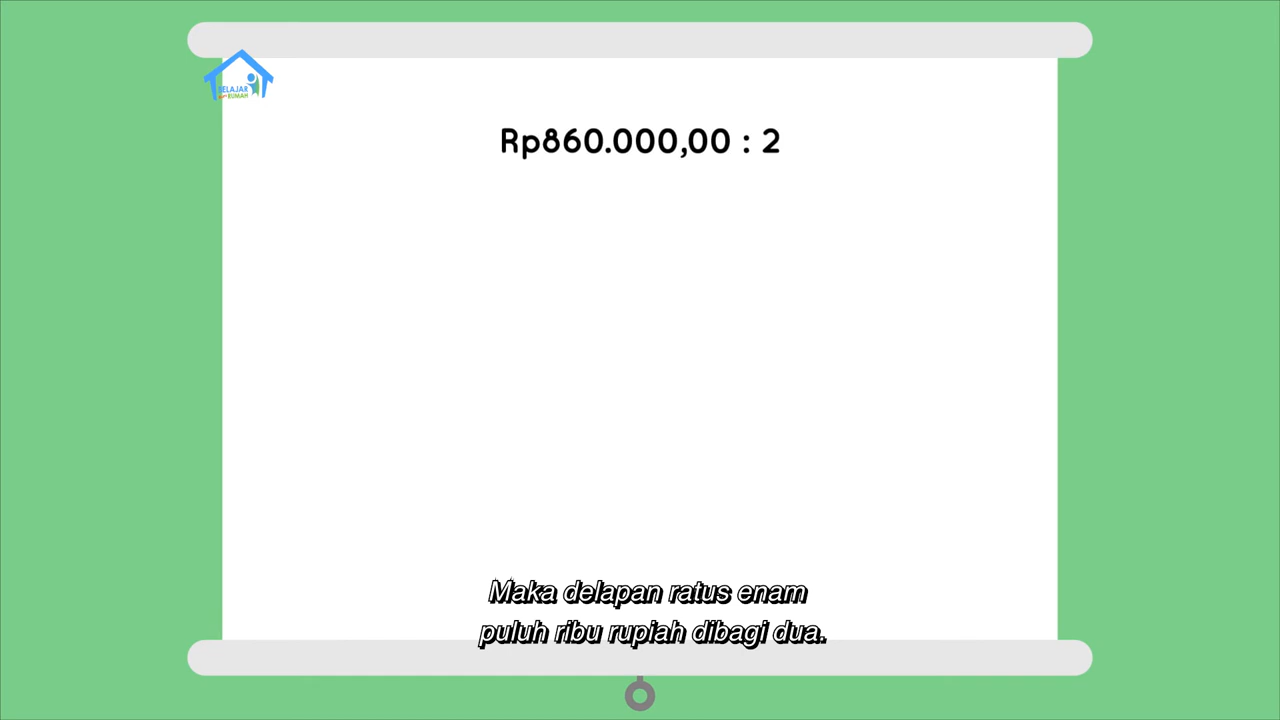 BELAJAR
RUMAH
Rp860.000,00 : 2
Maka delapan ratus enam
puluh ribu rupiah dibagi dua.